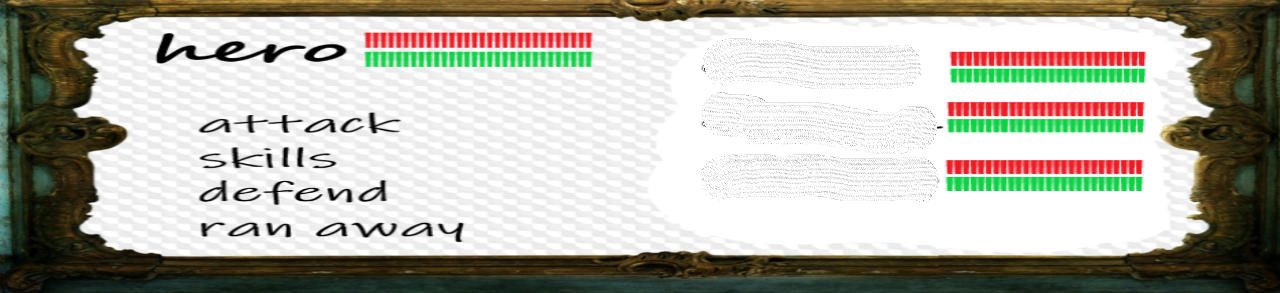 hero
attack
skills
defend
ran away